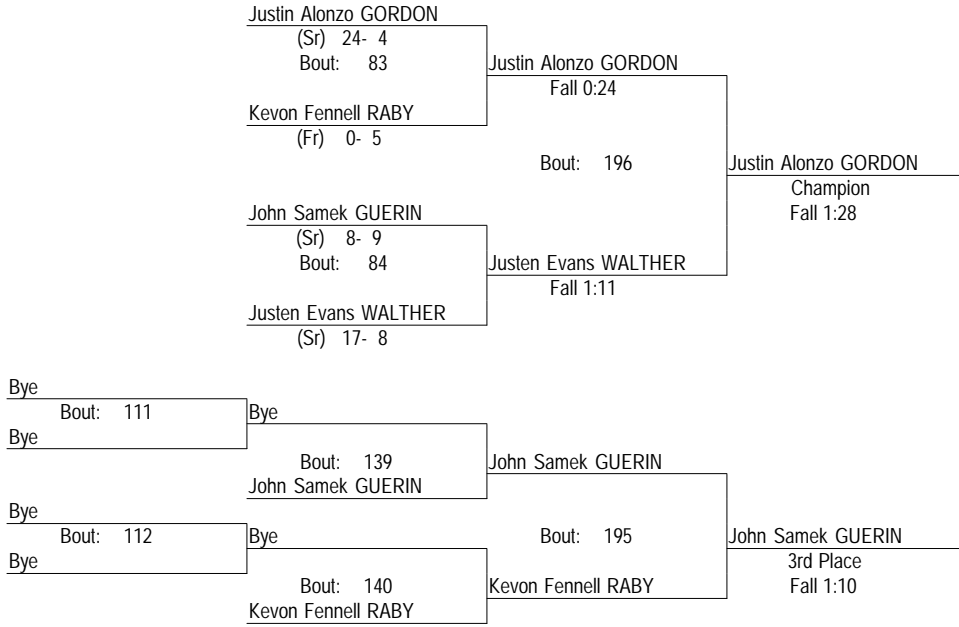 Justin Alonzo GORDON
(Sr) 24- 4
Bout: 83
Justin Alonzo GORDON
Fall 0:24
Kevon Fennell RABY
(Fr) 0- 5
Bout: 196
Justin Alonzo GORDON
Champion
Fall 1:28
John Samek GUERIN
(Sr) 8- 9
Bout: 84
Justen Evans WALTHER
Fall 1:11
Justen Evans WALTHER
(Sr) 17- 8
Bye
Bout: 111
Bye
Bye
Bout: 139
John Samek GUERIN
John Samek GUERIN
Bye
Bout: 112
Bye
Bye
Bout: 195
John Samek GUERIN
3rd Place
Fall 1:10
Bout: 140
Kevon Fennell RABY
Kevon Fennell RABY